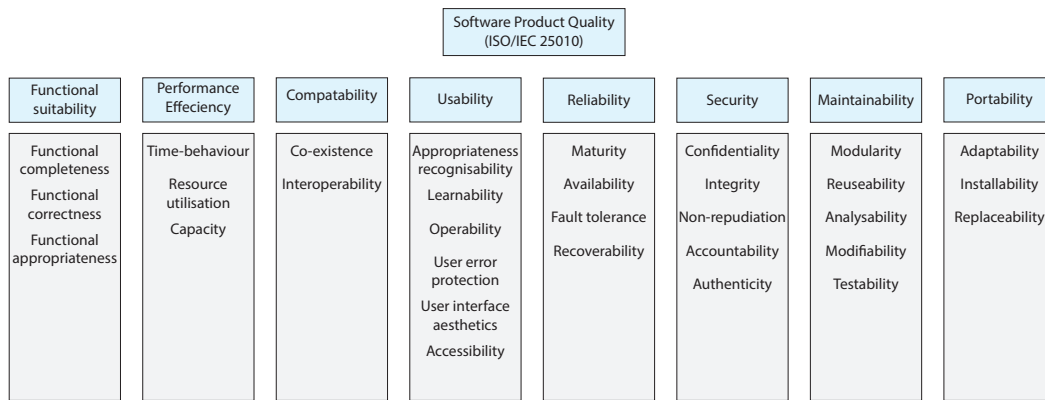 Software Product Quality
(ISO/IEC 25010)
Functional
suitability
Performance
Effeciency
Compatability
Usability
Reliability
Security
Maintainability
Portability
Functional
completeness
Functional
correctness
Functional
appropriateness
Time-behaviour
Resource
utilisation
Capacity
Co-existence
Interoperability
Appropriateness
recognisability
Learnability
Operability
User error
protection
User interface
aesthetics
Accessibility
Maturity
Availability
Fault tolerance
Recoverability
Confidentiality
Integrity
Non-repudiation
Accountability
Authenticity
Modularity
Reuseability
Analysability
Modifiability
Testability
Adaptability
Installability
Replaceability